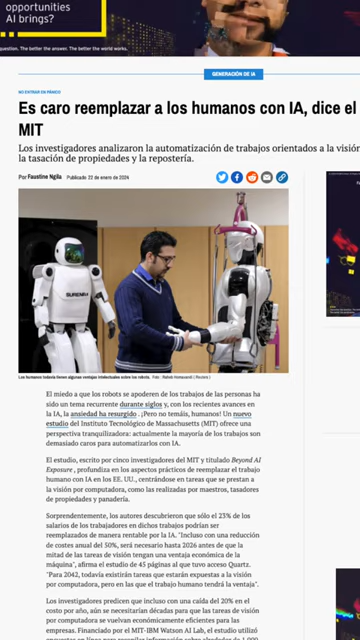 opportunities
AI brings?
question. The better the answer. The better the world works.
GENERACIÓN DE IA
NO ENTRAR EN PÁNICO
Es caro reemplazar a los humanos con IA, dice el
MIT
Los investigadores analizaron la automatización de trabajos orientados a la visión
la tasación de propiedades y la repostería.
Por Faustine Ngila Publicado 22 de enero de 2024
SURENA
Los humanos todavía tienen algunas ventajas intelectuales sobre los robots. Foto: Raheb Homavandi (Reuters)
El miedo a que los robots se apoderen de los trabajos de las personas ha
sido un tema recurrente durante siglos y, con los recientes avances en
la IA, la ansiedad ha resurgido . ¡Pero no temáis, humanos! Un nuevo
estudio del Instituto Tecnológico de Massachusetts (MIT) ofrece una
perspectiva tranquilizadora: actualmente la mayoría de los trabajos son
demasiado caros para automatizarlos con IA.
El estudio, escrito por cinco investigadores del MIT y titulado Beyond AI
Exposure , profundiza en los aspectos prácticos de reemplazar el trabajo
humano con IA en los EE. UU., centrándose en tareas que se prestan a
la visión por computadora, como las realizadas por maestros, tasadores
de propiedades y panadería.
Sorprendentemente, los autores descubrieron que sólo el 23% de los
salarios de los trabajadores en dichos trabajos podrían ser
reemplazados de manera rentable por la IA. "Incluso con una reducción
de costes anual del 50%, será necesario hasta 2026 antes de que la
mitad de las tareas de visión tengan una ventaja económica de la
máquina", afirma el estudio de 45 páginas al que tuvo acceso Quartz.
"Para 2042, todavía existirán tareas que estarán expuestas a la visión
por computadora, pero en las que el trabajo humano tendrá la ventaja".
Los investigadores predicen que incluso con una caída del 20% en el
costo por año, aún se necesitarían décadas para que las tareas de
visión por computadora se vuelvan económicamente eficientes para las
empresas. Financiado por el MIT-IBM Watson AI Lab, el estudio utilizó